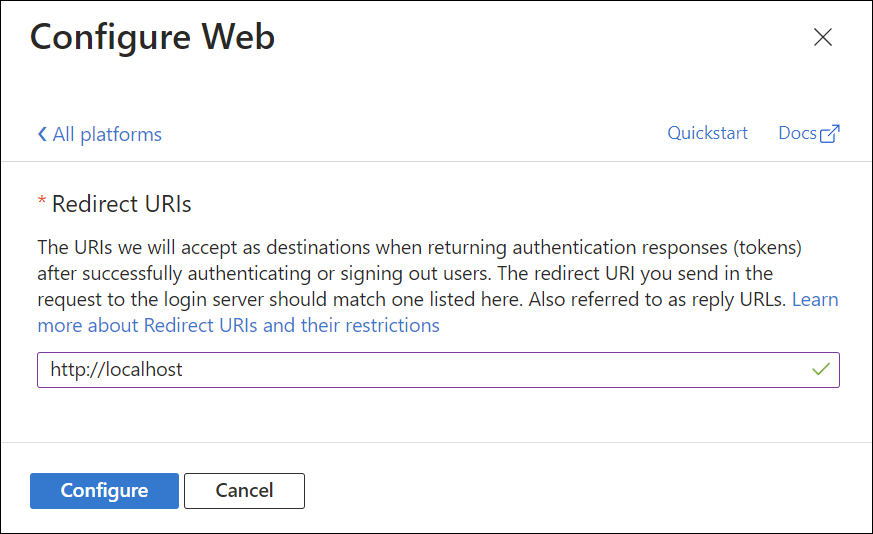 Configure Web
All platforms
Quickstart
Docs
* Redirect URIs
The URIs we will accept as destinations when returning authentication responses (tokens)
after successfully authenticating or signing out users. The redirect URI you send in the
request to the login server should match one listed here. Also referred to as reply URLs. Learn
more about Redirect URIs and their restrictions
http://localhost
Configure
Cancel